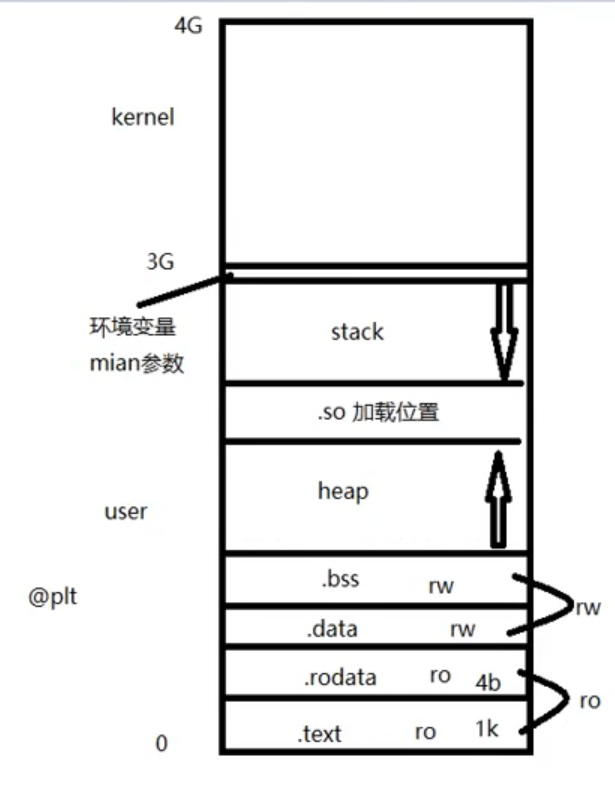 4G
kernel
3G
环境变量
mian参数
stack
.so 加载位置
heap
user
@plt
.bss rw
rw
.data rw
.rodata ro 4b
ro
.text ro 1k
0